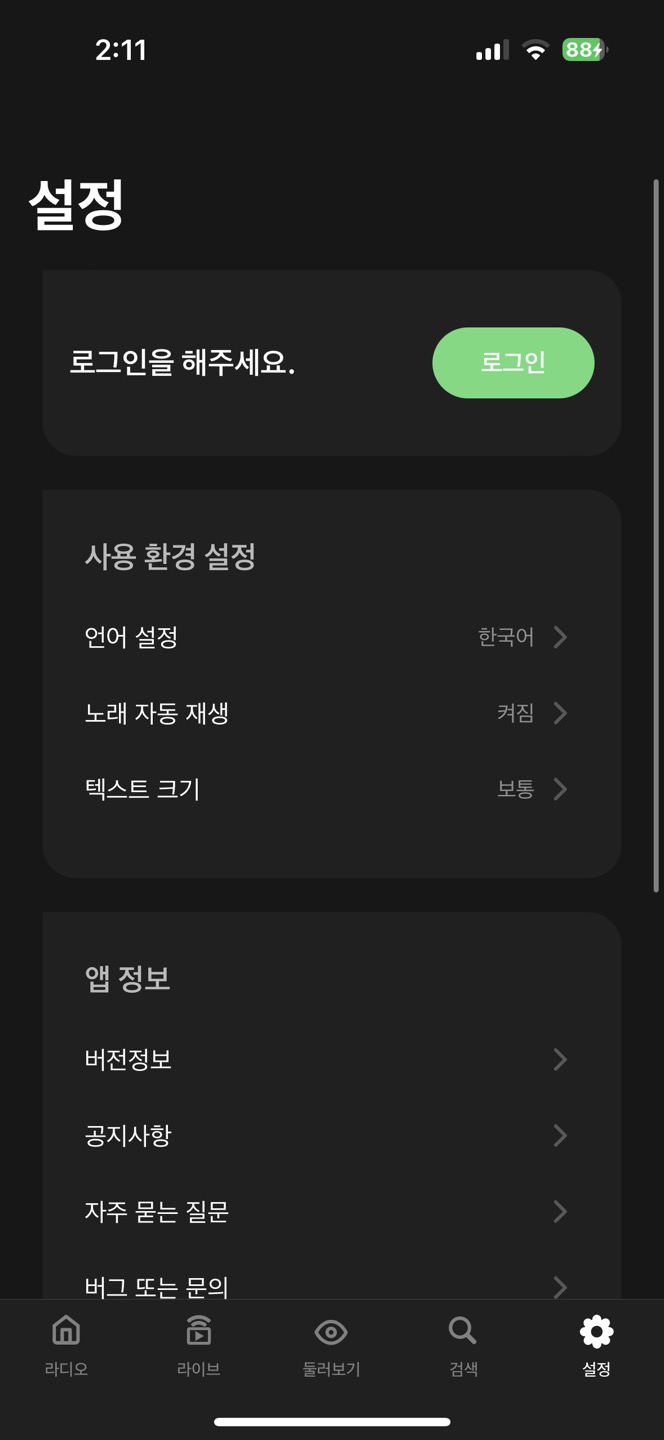 2:11
88
설정
로그인을 해주세요.
로그인
사용 환경 설정
언어 설정 한국어
노래 자동 재생 켜짐
텍스트 크기 보통
앱 정보
버전정보
공지사항
자주 묻는 질문
버그 또는 문의
라디오 라이브 둘러보기 검색 설정